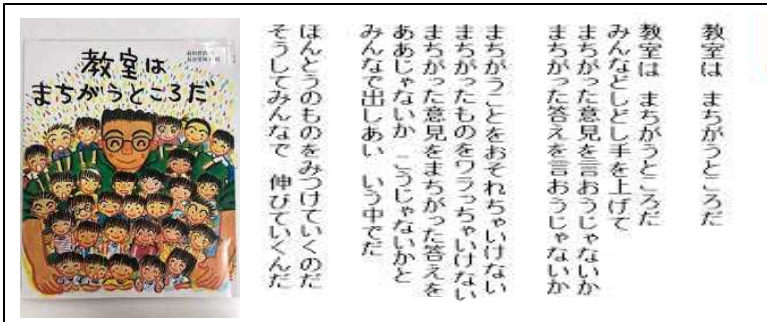 教室は
まちがうところだ
教室は まちがうところだ
教室は まちがうところだ
みんなどしどし手を上げて
まちがった意見を言おうじゃないか
まちがった答えを言おうじゃないか
まちがうことをおそれちゃいけない
まちがったものをワラっちゃいけない
まちがった意見をまちがった答えを
ああじゃないか こうじゃないかと
みんなで出しあい いう中でだ
ほんとうのものをみつけていくのだ
そうしてみんなで 伸びていくんだ